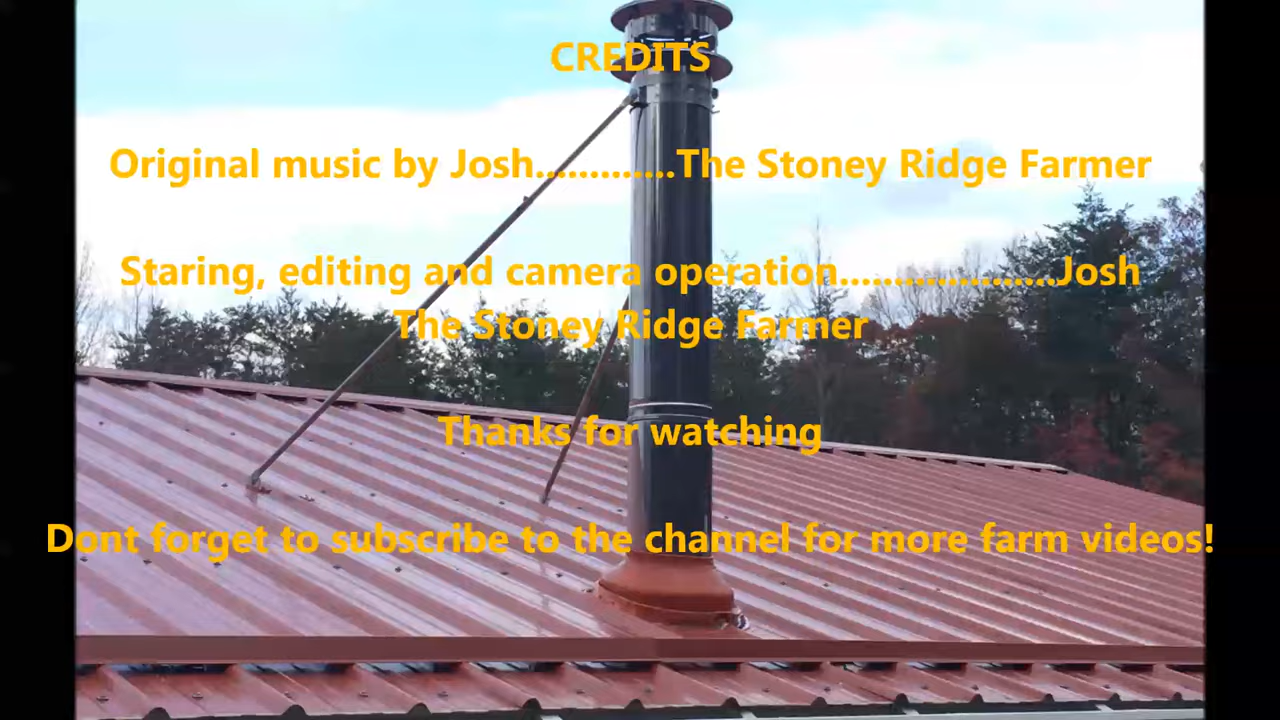 CREDITS
Original music by Josh.............The Stoney Ridge Farmer
Staring, editing and camera operation....................Josh
The Stoney Ridge Farmer
Thanks for watching
Dont forget to subscribe to the channel for more farm videos!